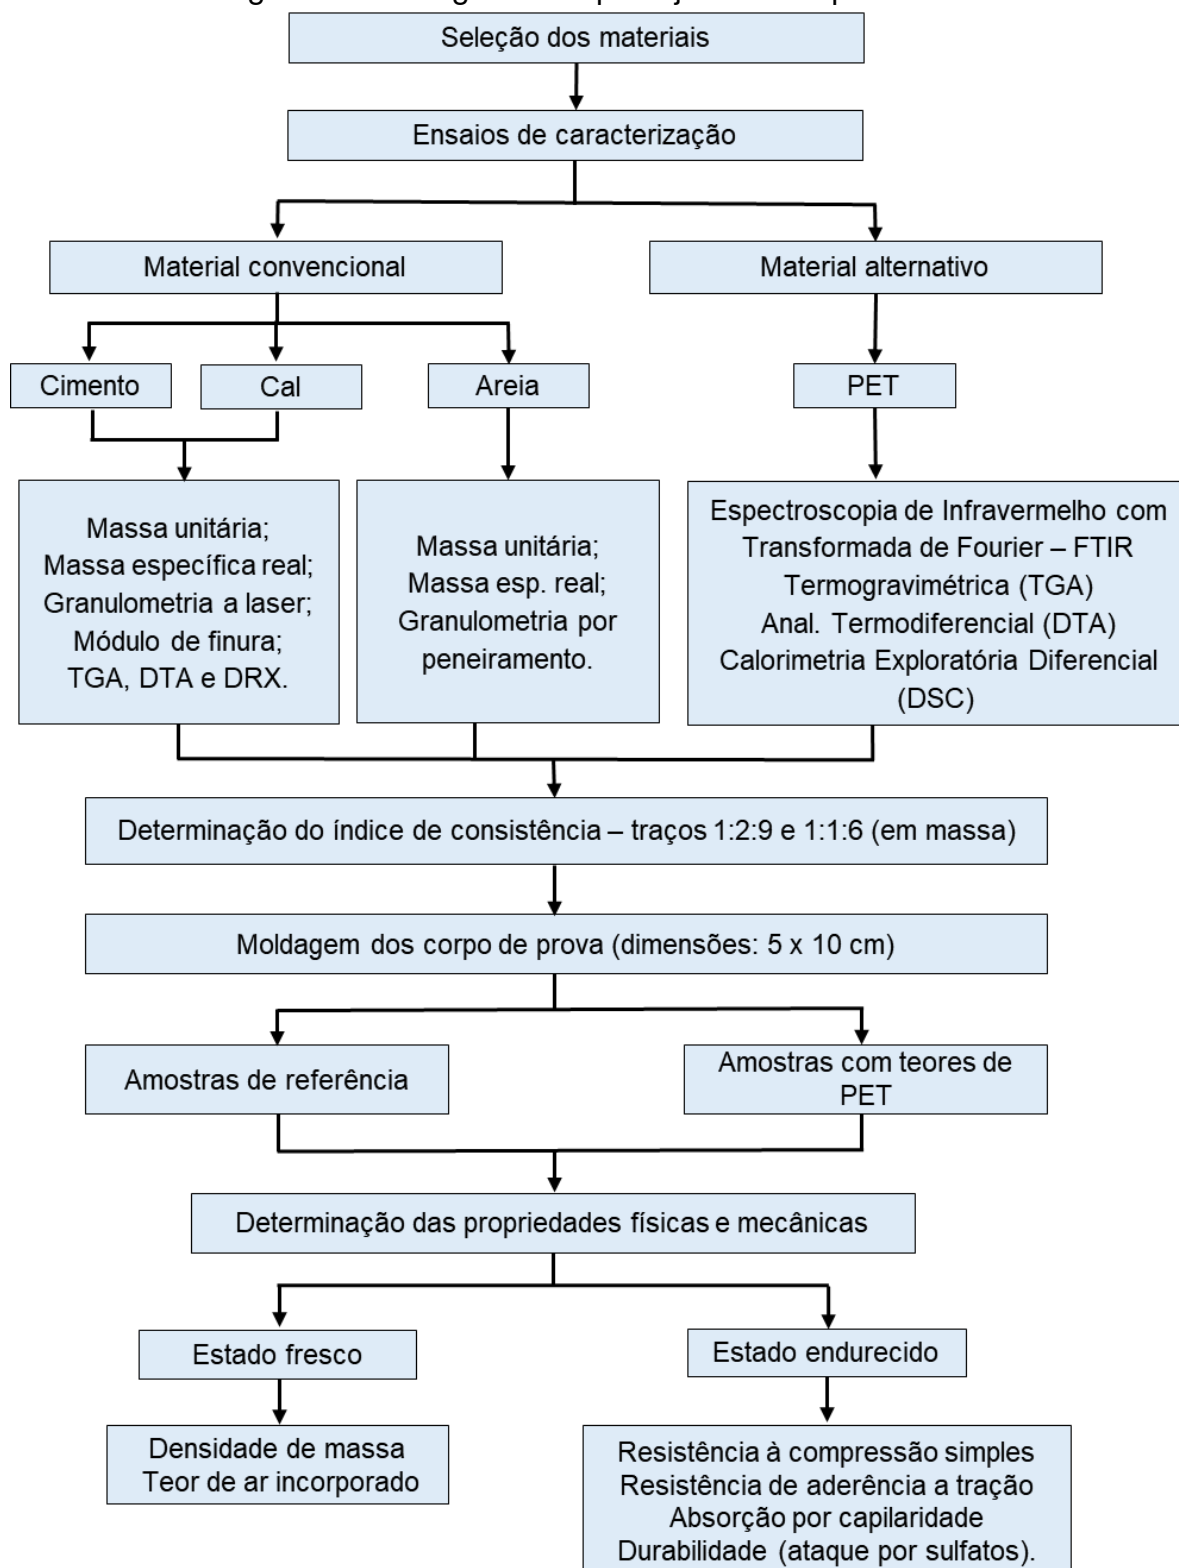 Seleção dos materiais
Ensaios de caracterização
Material convencional
Material alternativo
Cimento
Cal
Areia
PET
Massa unitária;
Massa específica real;
Granulometria a laser;
Módulo de finura;
TGA, DTA e DRX.
Massa unitária;
Massa esp. real;
Granulometria por
peneiramento.
Espectroscopia de Infravermelho com
Transformada de Fourier – FTIR
Termogravimétrica (TGA)
Anal. Termodiferencial (DTA)
Calorimetria Exploratória Diferencial
(DSC)
Determinação do índice de consistência – traços 1:2:9 e 1:1:6 (em massa)
Moldagem dos corpo de prova (dimensões: 5 x 10 cm)
Amostras de referência
Amostras com teores de
PET
Determinação das propriedades físicas e mecânicas
Estado fresco
Estado endurecido
Densidade de massa
Teor de ar incorporado
Resistência à compressão simples
Resistência de aderência a tração
Absorção por capilaridade
Durabilidade (ataque por sulfatos).